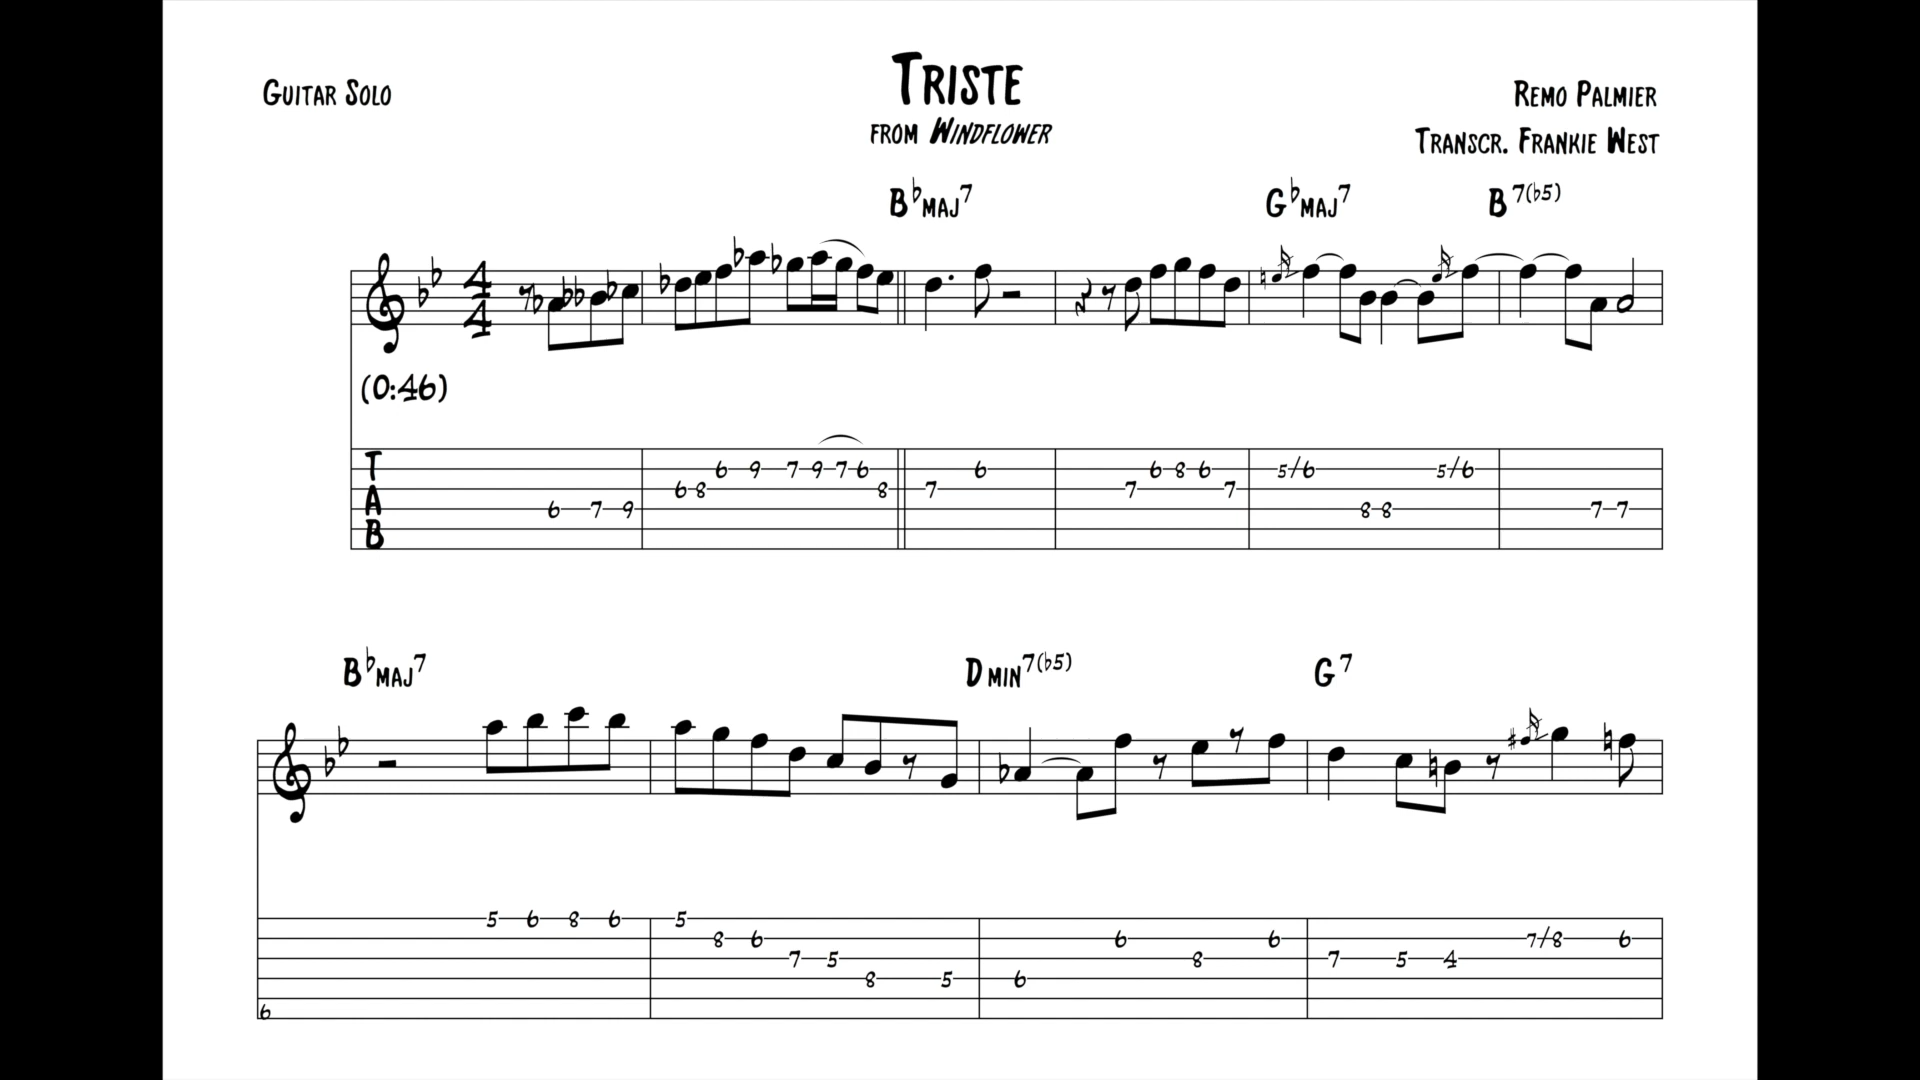 Triste
Guitar Solo
Remo Palmier
from Windflower
Transcr. Frankie West
B♭maj7 G♭maj7 B7(♭5)
4
4
(0:46)
T 6 9 7 9 7 6 6 6 8 6 5/6 5/6
6 8 8 7 7 7
A 6 7 9 8 8 7 7
B
B♭maj7 Dmin7(♭5) G7
5 6 8 6 5
8 6 6 6 7/8 6
7 5 8 7 5 4
8 5 6
6